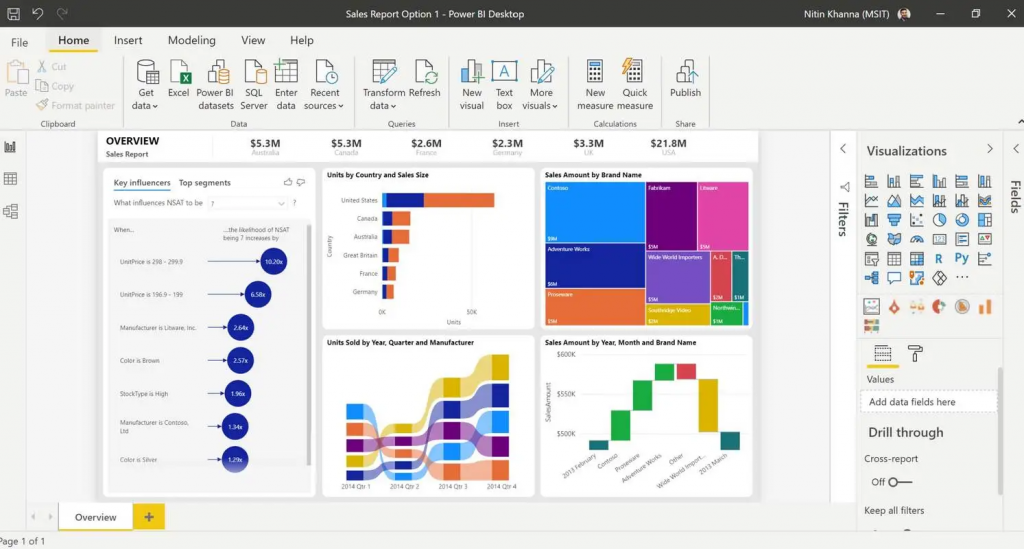 Sales Report Option 1 - Power BI Desktop
Nitin Khanna (MSIT)
File
Home
Insert
Modeling
View
Help
Paste
Cut
Copy
Format painter
Clipboard
Get data
Excel
Power BI datasets
SQL Server
Enter data
Recent sources
Data
Transform data
Refresh
Queries
New visual
Text box
More visuals
Insert
New measure
Quick measure
Calculations
Publish
Share
OVERVIEW
Sales Report
$5.3M
Australia
$5.3M
Canada
$2.6M
France
$2.3M
Germany
$3.3M
UK
$21.8M
USA
Key influencers
Top segments
What influences NSAT to be
?
?
When...
...the likelihood of NSAT
being 7 increases by
UnitPrice is 298 - 299.9
10.20x
UnitPrice is 196.9 - 199
6.58x
Manufacturer is Litware, Inc.
2.64x
Color is Brown
2.57x
StockType is High
1.96x
Manufacturer is Contoso,
Ltd
Color is Silver
1.29x
Units by Country and Sales Size
Country
United States
Canada
Australia
Great Britain
France
Germany
0K
50K
Units
Sales Amount by Brand Name
Contoso
$9M
Adventure Works
$6M
Proseware
$5M
Fabrikam
$5M
Litware
$5M
Wide World Importers
$5M
A. D...
$2M
Th...
$1M
Southridge Video
$2M
Northwin...
$1M
Units Sold by Year, Quarter and Manufacturer
2014 Qtr 1
2014 Qtr 2
2014 Qtr 3
2014 Qtr 4
Sales Amount by Year, Month and Brand Name
SalesAmount
$600K
$550K
$500K
2013 February
Contoso
Proseware
Adventure Works
Other
Wide World Import...
2013 March
Filters
Visualizations
Fields
R
Py
Values
Add data fields here
Drill through
Cross-report
Off
Keep all filters
Overview
+
Page 1 of 1